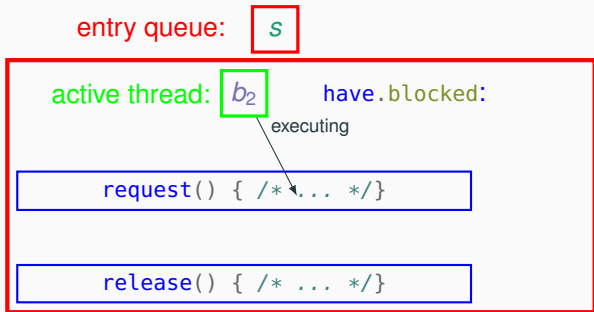 entry queue: s
active thread: b₂ have.blocked:
executing
request() { /* ... */}
release() { /* ... */}